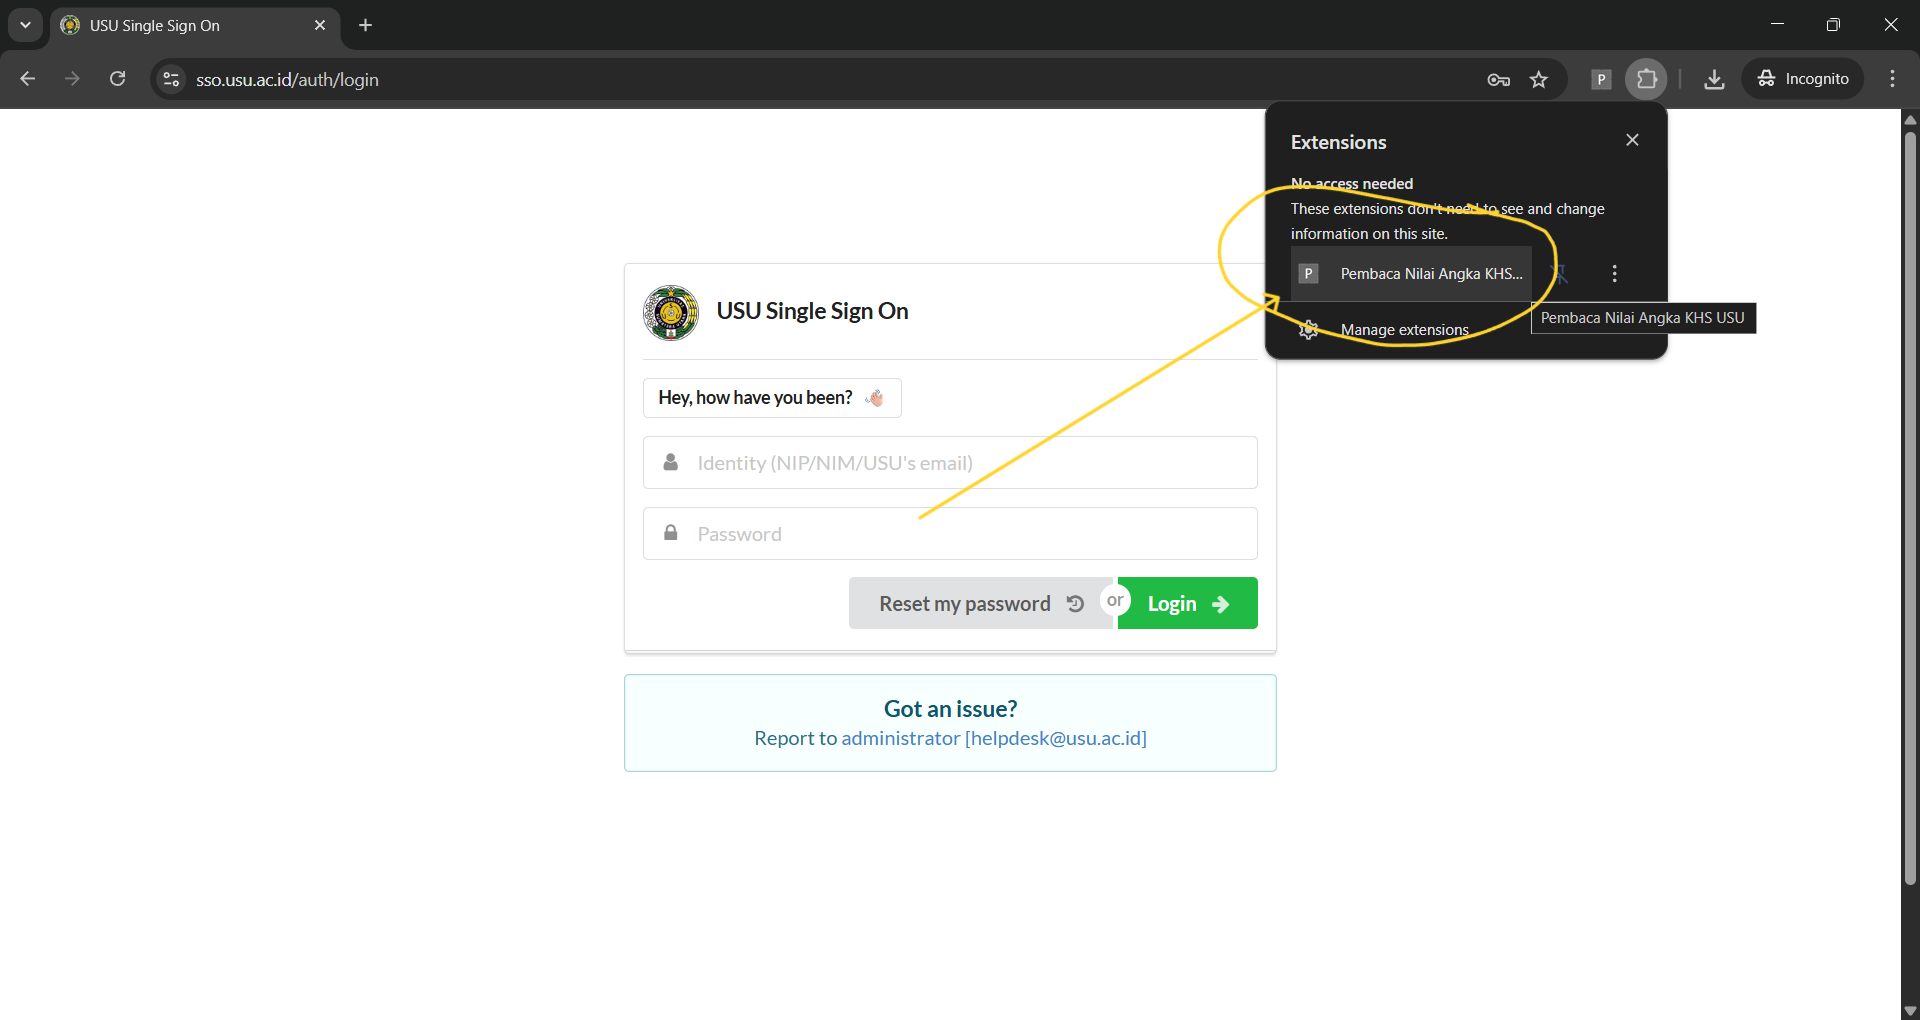 USU Single Sign On
sso.usu.ac.id/auth/login
P
Incognito
Extensions
No access needed
These extensions don't need to see and change
information on this site.
P Pembaca Nilai Angka KHS...
Pembaca Nilai Angka KHS USU
Manage extensions
USU Single Sign On
Hey, how have you been?
Identity (NIP/NIM/USU's email)
Password
Reset my password or Login
Got an issue?
Report to administrator [helpdesk@usu.ac.id]